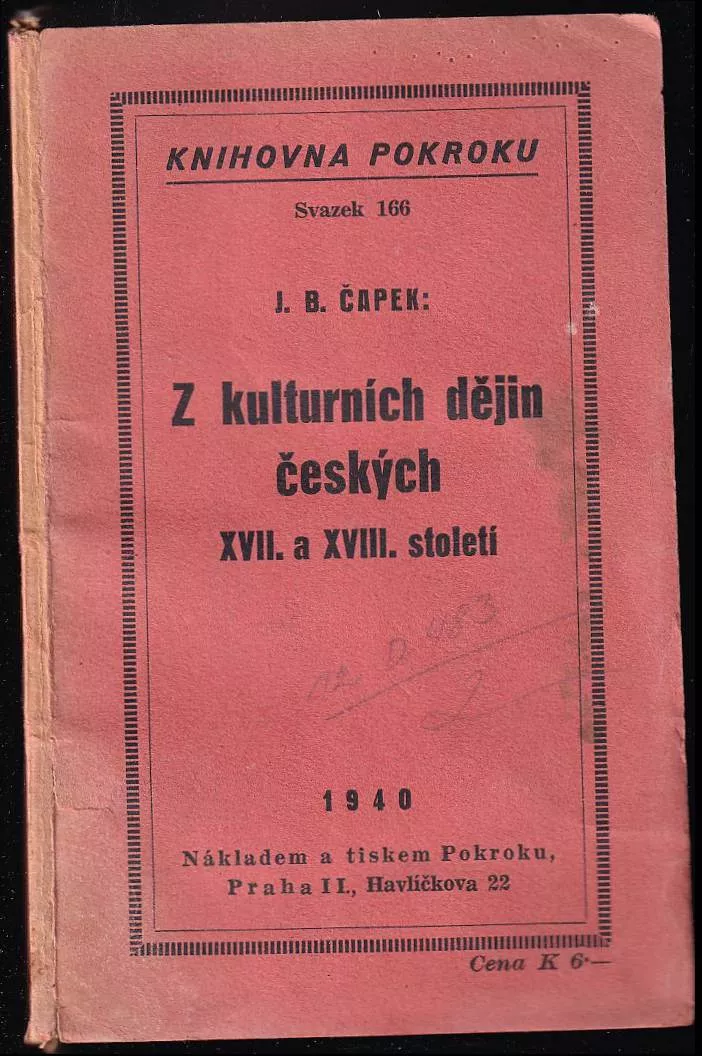 KNIHOVNA POKROKU
Svazek 166
J. B. ČAPEK:
Z kulturních dějin
českých
XVII. a XVIII. století
1940
Nákladem a tiskem Pokroku,
Praha II., Havlíčkova 22
Cena K 6·—